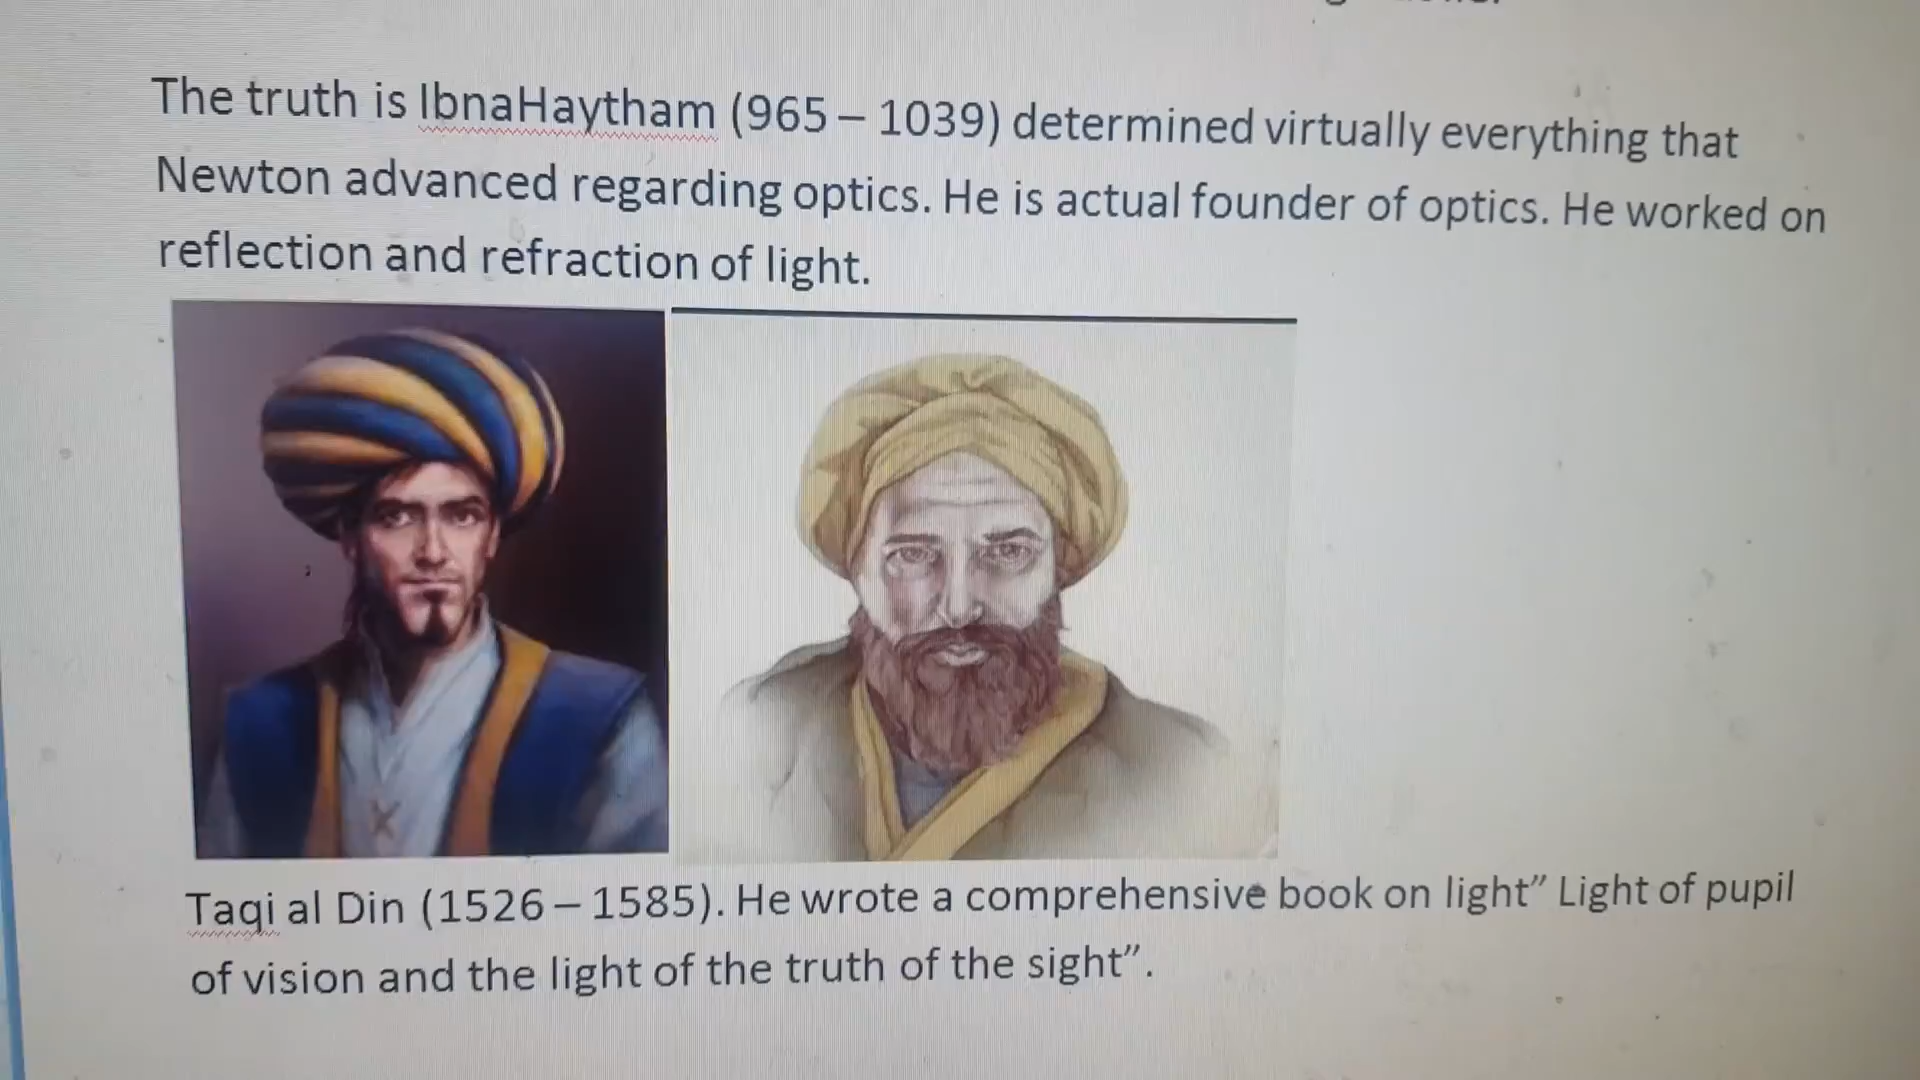 The truth is IbnaHaytham (965 – 1039) determined virtually everything that
Newton advanced regarding optics. He is actual founder of optics. He worked on
reflection and refraction of light.
Taqi al Din (1526 – 1585). He wrote a comprehensive book on light” Light of pupil
of vision and the light of the truth of the sight”.